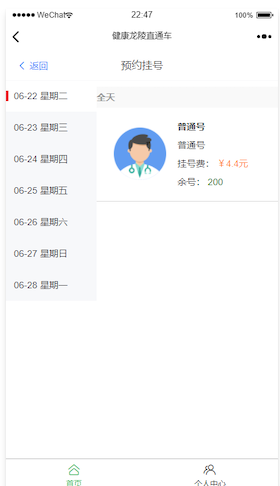 WeChat
22:47
100%
健康龙陵直通车
返回
预约挂号
06-22 星期二
06-23 星期三
06-24 星期四
06-25 星期五
06-26 星期六
06-27 星期日
06-28 星期一
全天
普通号
普通号
挂号费： ￥4.4元
余号： 200
首页
个人中心